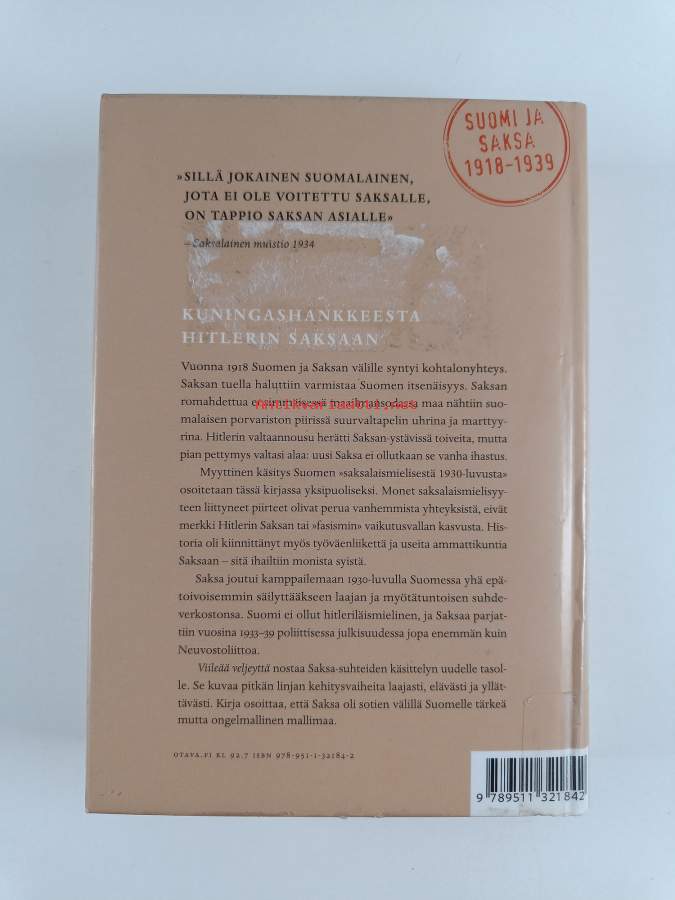 SUOMI JA
SAKSA
1918–1939
»SILLÄ JOKAINEN SUOMALAINEN,
JOTA EI OLE VOITETTU SAKSALLE,
ON TAPPIO SAKSAN ASIALLE»
– Saksalainen muistio 1934
KUNINGASHANKKEESTA
HITLERIN SAKSAAN
Vuonna 1918 Suomen ja Saksan välille syntyi kohtalonyhteys.
Saksan tuella haluttiin varmistaa Suomen itsenäisyys. Saksan
romahdettua ensimmäisessä maailmansodassa maa nähtiin suo-
malaisen porvariston piirissä suurvaltapelin uhrina ja marttyy-
rina. Hitlerin valtaannousu herätti Saksan-ystävissä toiveita, mutta
pian pettymys valtasi alaa: uusi Saksa ei ollutkaan se vanha ihastus.
Myyttinen käsitys Suomen »saksalaismielisestä 1930-luvusta»
osoitetaan tässä kirjassa yksipuoliseksi. Monet saksalaismielisyy-
teen liittyneet piirteet olivat perua vanhemmista yhteyksistä, eivät
merkki Hitlerin Saksan tai »fasismin» vaikutusvallan kasvusta. His-
toria oli kiinnittänyt myös työväenliikettä ja useita ammattikuntia
Saksaan – sitä ihailtiin monista syistä.
Saksa joutui kamppailemaan 1930-luvulla Suomessa yhä epä-
toivoisemmin säilyttääkseen laajan ja myötätuntoisen suhde-
verkostonsa. Suomi ei ollut hitleriläismielinen, ja Saksaa parjat-
tiin vuosina 1933–39 poliittisessa julkisuudessa jopa enemmän kuin
Neuvostoliittoa.
Viileää veljeyttä nostaa Saksa-suhteiden käsittelyn uudelle tasol-
le. Se kuvaa pitkän linjan kehitysvaiheita laajasti, elävästi ja yllät-
tävästi. Kirja osoittaa, että Saksa oli sotien välillä Suomelle tärkeä
mutta ongelmallinen mallimaa.
OTAVA.FI KL 92.7 ISBN 978-951-1-32184-2
9 789511 321842